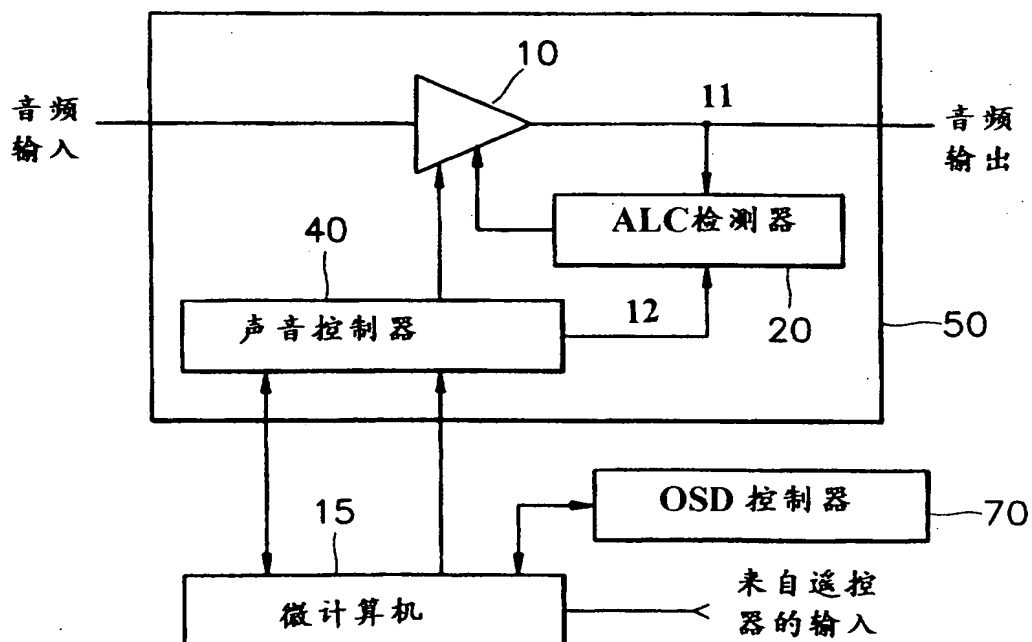 10
音频
输入
11
音频
输出
ALC检测器
40
声音控制器
12
20
50
OSD 控制器
70
15
微计算机
来自遥控
器的输入